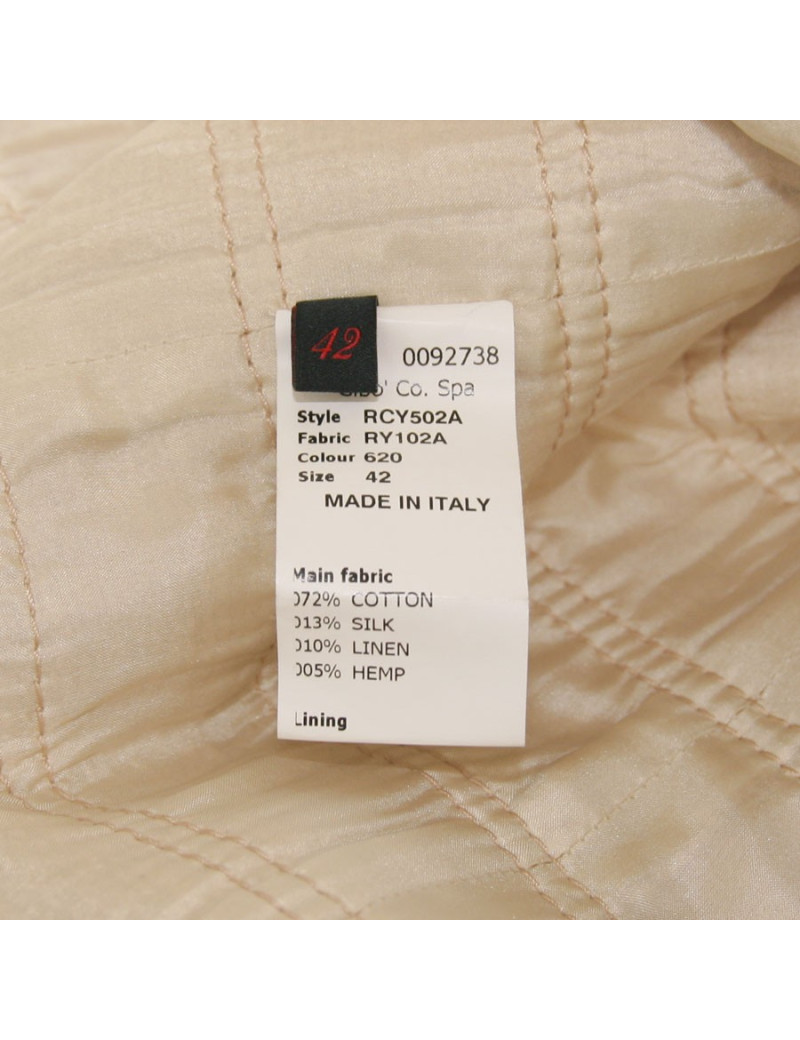 42
0092738
Co. Spa
Style RCY502A
Fabric RY102A
Colour 620
Size 42
MADE IN ITALY
Main fabric
072% COTTON
013% SILK
010% LINEN
005% HEMP
Lining